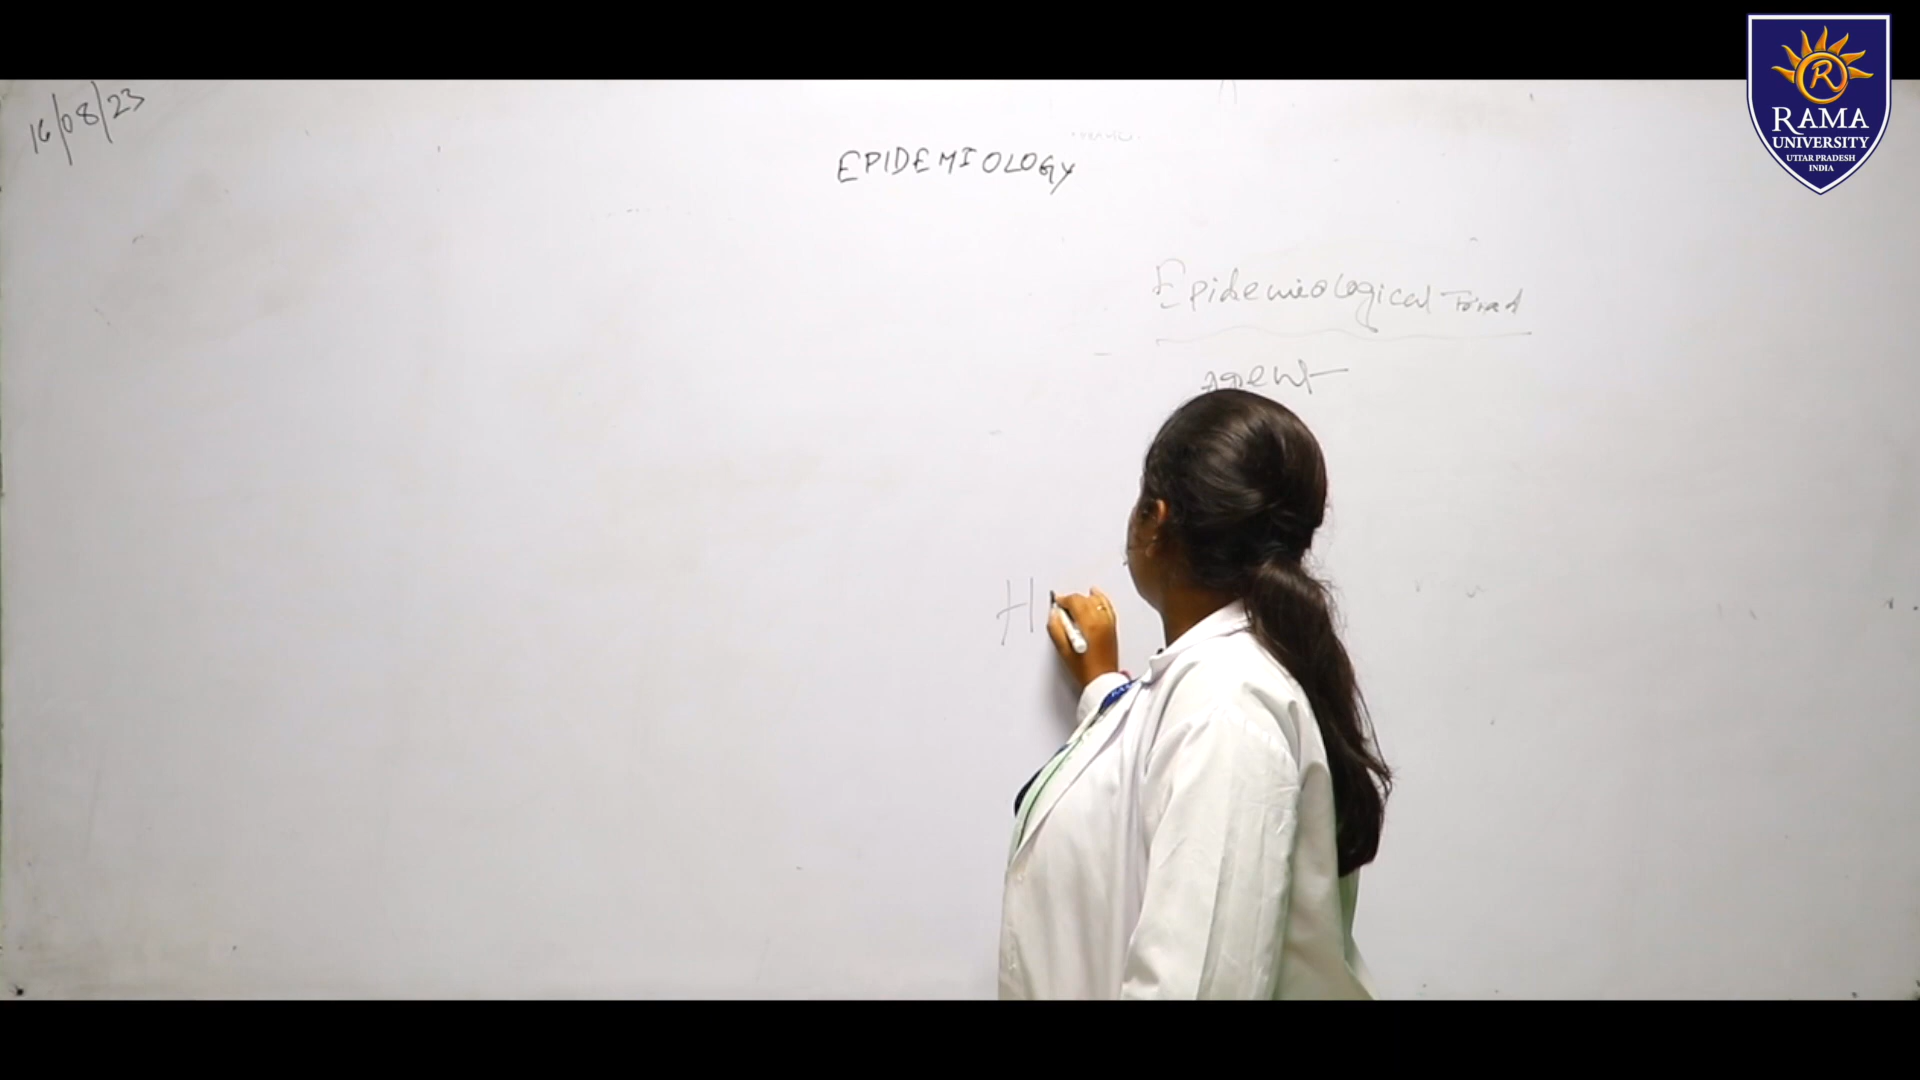 16/08/23
EPIDEMIOLOGY
Epidemiological Triad
Agent
H
R
RAMA
UNIVERSITY
UTTAR PRADESH
INDIA